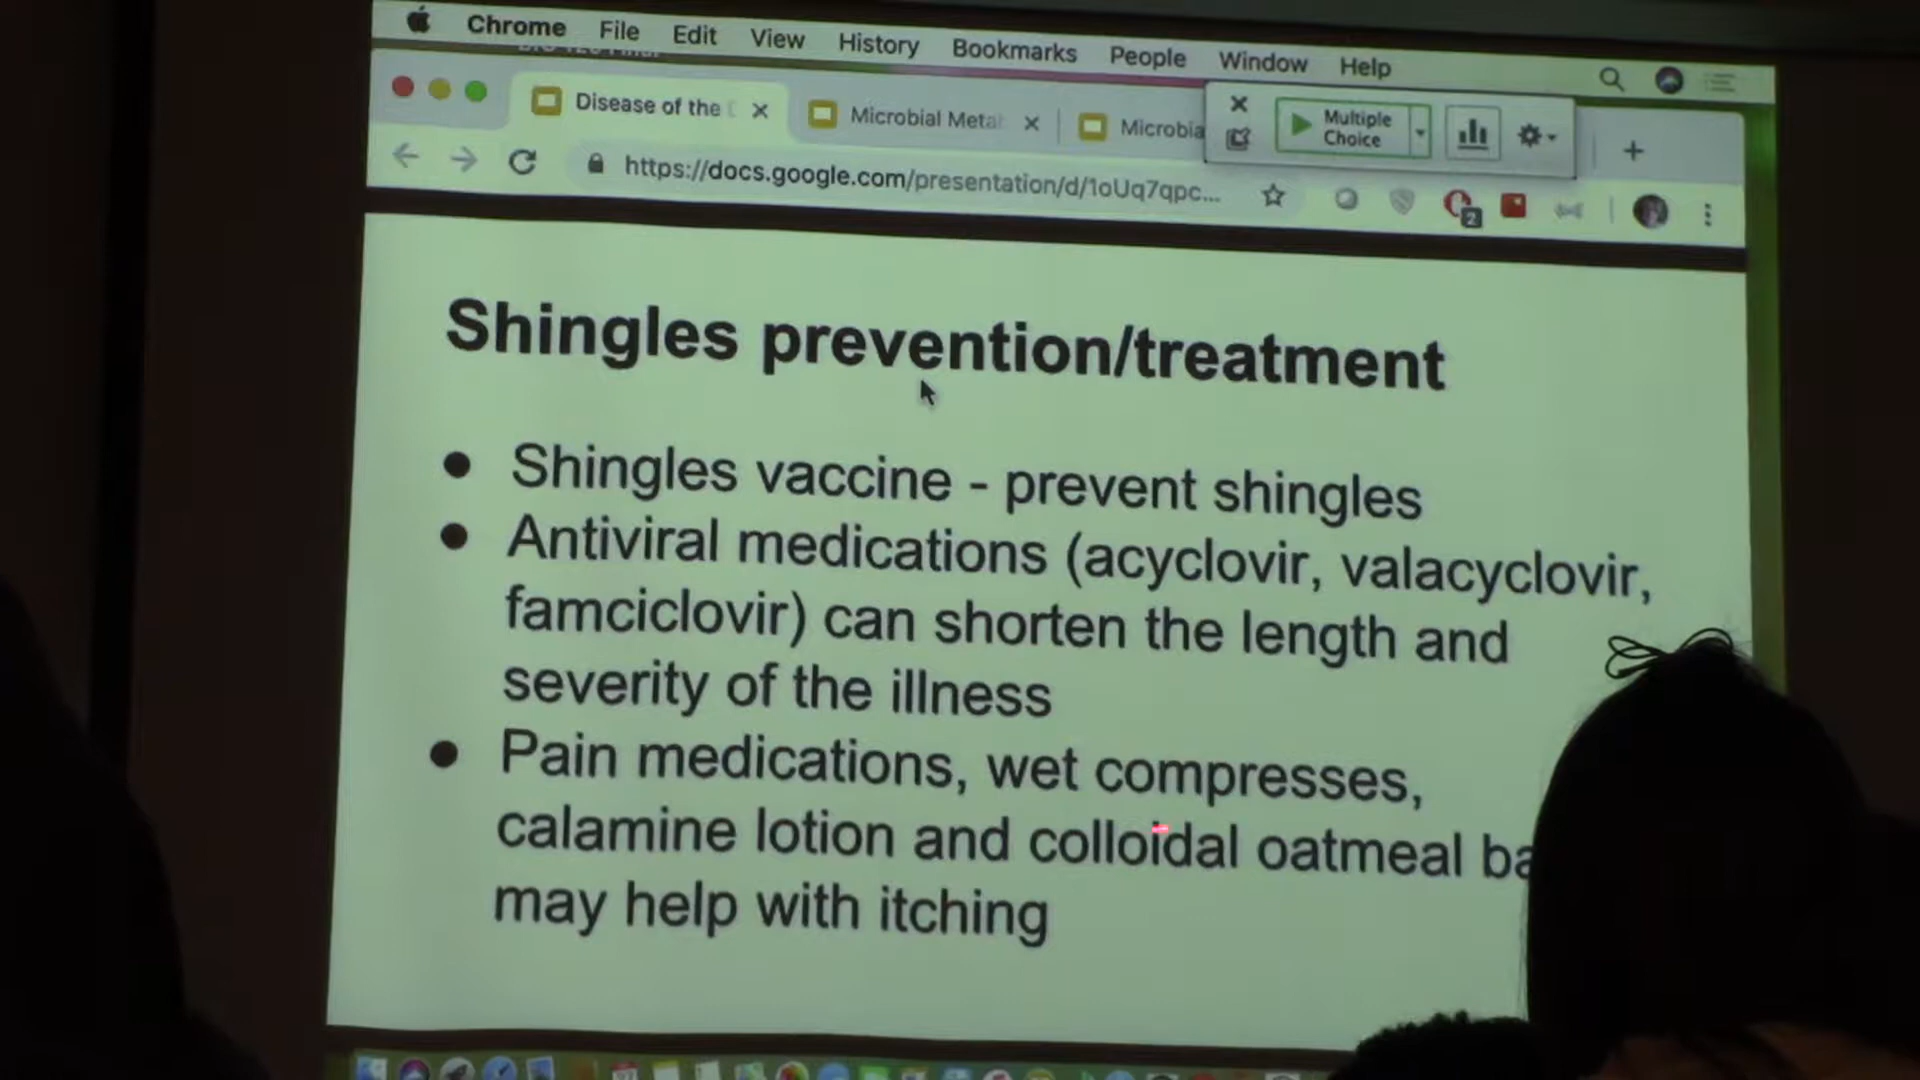 Chrome File Edit View History Bookmarks People Window Help
Disease of the
Microbial Meta
Microbia
Multiple
Choice
https://docs.google.com/presentation/d/1oUq7qpc...
2
Shingles prevention/treatment
● Shingles vaccine - prevent shingles
● Antiviral medications (acyclovir, valacyclovir,
famciclovir) can shorten the length and
severity of the illness
● Pain medications, wet compresses,
calamine lotion and colloidal oatmeal ba
may help with itching